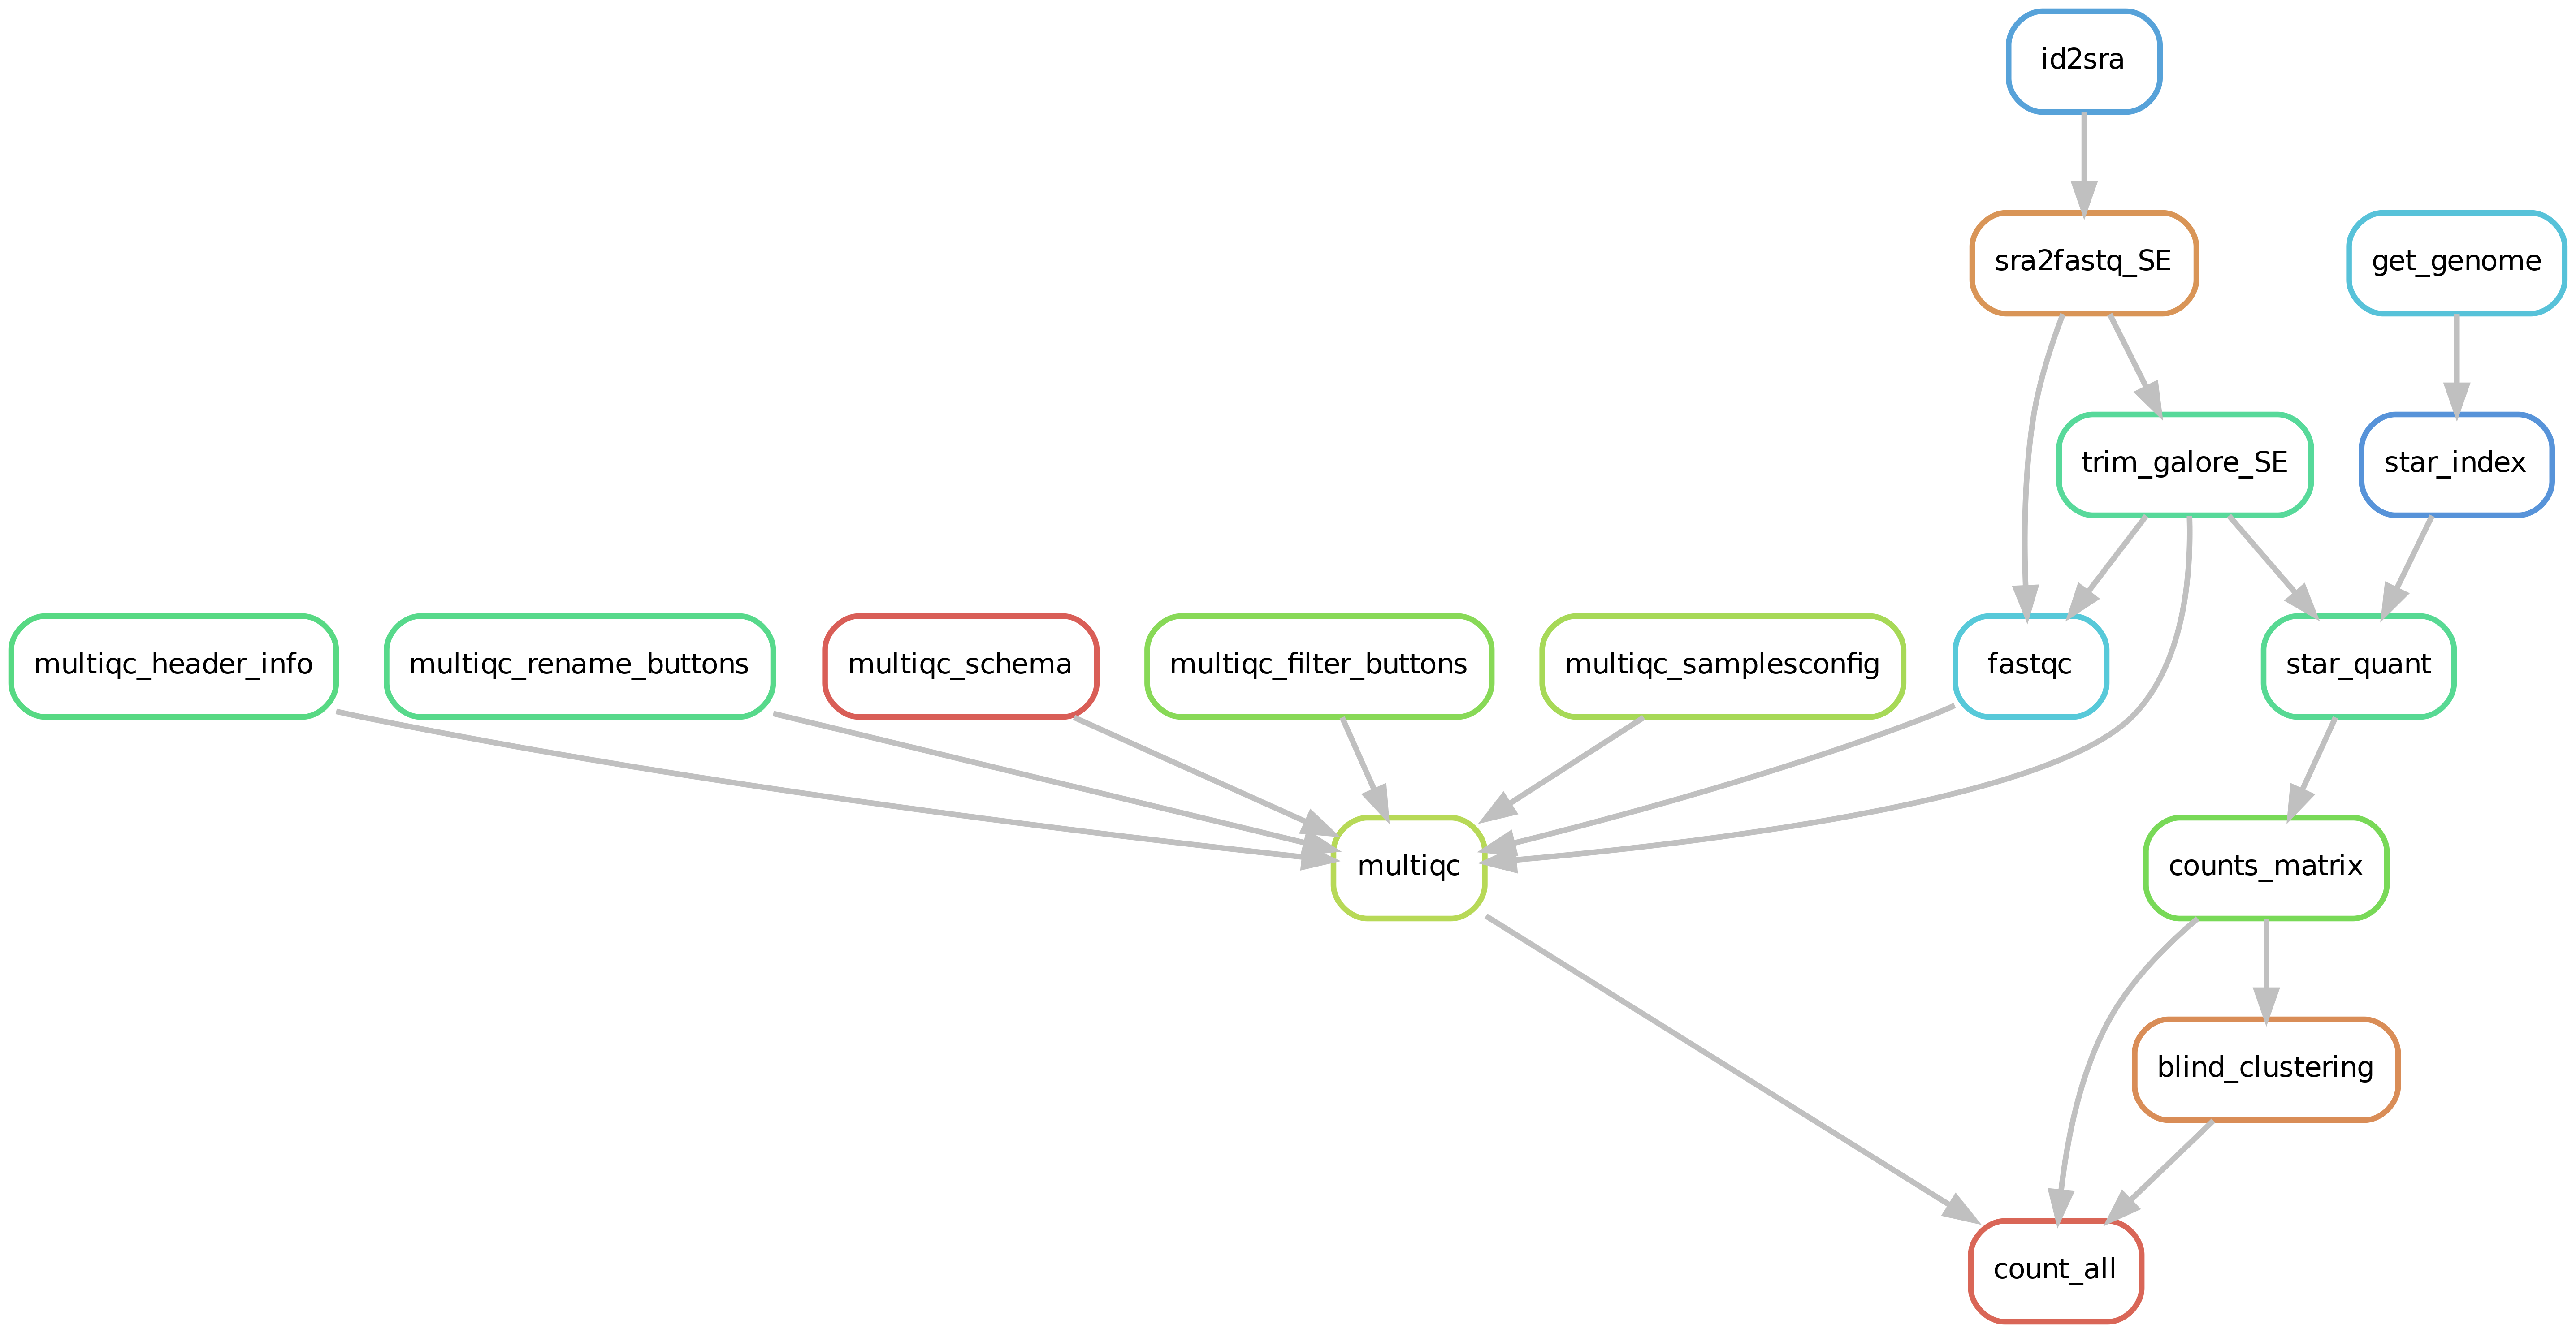 id2sra
sra2fastq_SE
get_genome
trim_galore_SE
star_index
multiqc_header_info
multiqc_rename_buttons
multiqc_schema
multiqc_filter_buttons
multiqc_samplesconfig
fastqc
star_quant
multiqc
counts_matrix
blind_clustering
count_all